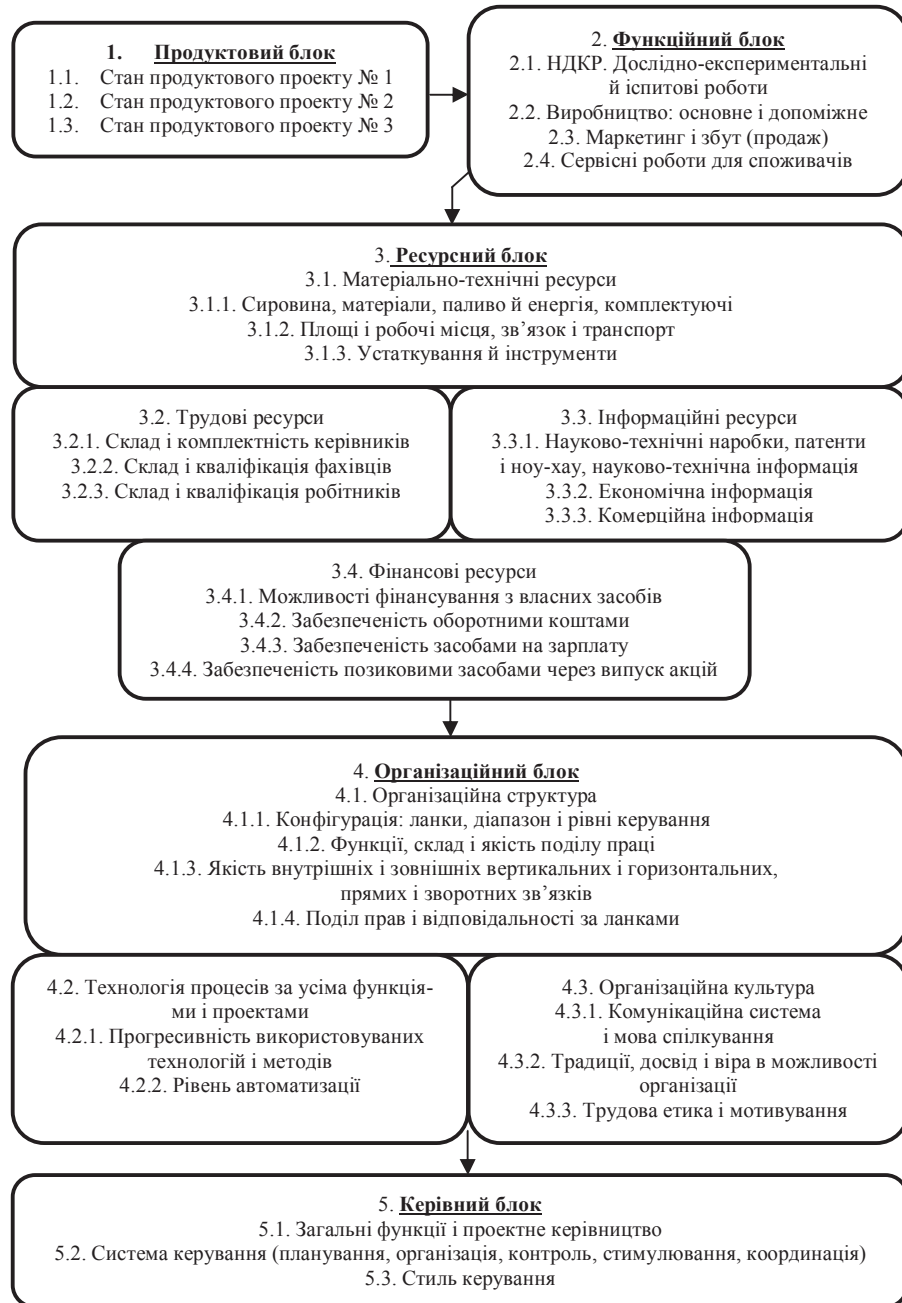 1. Продуктовий блок
1.1. Стан продуктового проекту № 1
1.2. Стан продуктового проекту № 2
1.3. Стан продуктового проекту № 3
2. Функційний блок
2.1. НДКР. Дослідно-експериментальні
й іспитові роботи
2.2. Виробництво: основне і допоміжне
2.3. Маркетинг і збут (продаж)
2.4. Сервісні роботи для споживачів
3. Ресурсний блок
3.1. Матеріально-технічні ресурси
3.1.1. Сировина, матеріали, паливо й енергія, комплектуючі
3.1.2. Площі і робочі місця, зв’язок і транспорт
3.1.3. Устаткування й інструменти
3.2. Трудові ресурси
3.2.1. Склад і комплектність керівників
3.2.2. Склад і кваліфікація фахівців
3.2.3. Склад і кваліфікація робітників
3.3. Інформаційні ресурси
3.3.1. Науково-технічні наробки, патенти
і ноу-хау, науково-технічна інформація
3.3.2. Економічна інформація
3.3.3. Комерційна інформація
3.4. Фінансові ресурси
3.4.1. Можливості фінансування з власних засобів
3.4.2. Забезпеченість оборотними коштами
3.4.3. Забезпеченість засобами на зарплату
3.4.4. Забезпеченість позиковими засобами через випуск акцій
4. Організаційний блок
4.1. Організаційна структура
4.1.1. Конфігурація: ланки, діапазон і рівні керування
4.1.2. Функції, склад і якість поділу праці
4.1.3. Якість внутрішніх і зовнішніх вертикальних і горизонтальних,
прямих і зворотних зв’язків
4.1.4. Поділ прав і відповідальності за ланками
4.2. Технологія процесів за усіма функція-
ми і проектами
4.2.1. Прогресивність використовуваних
технологій і методів
4.2.2. Рівень автоматизації
4.3. Організаційна культура
4.3.1. Комунікаційна система
і мова спілкування
4.3.2. Традиції, досвід і віра в можливості
організації
4.3.3. Трудова етика і мотивування
5. Керівний блок
5.1. Загальні функції і проектне керівництво
5.2. Система керування (планування, організація, контроль, стимулювання, координація)
5.3. Стиль керування